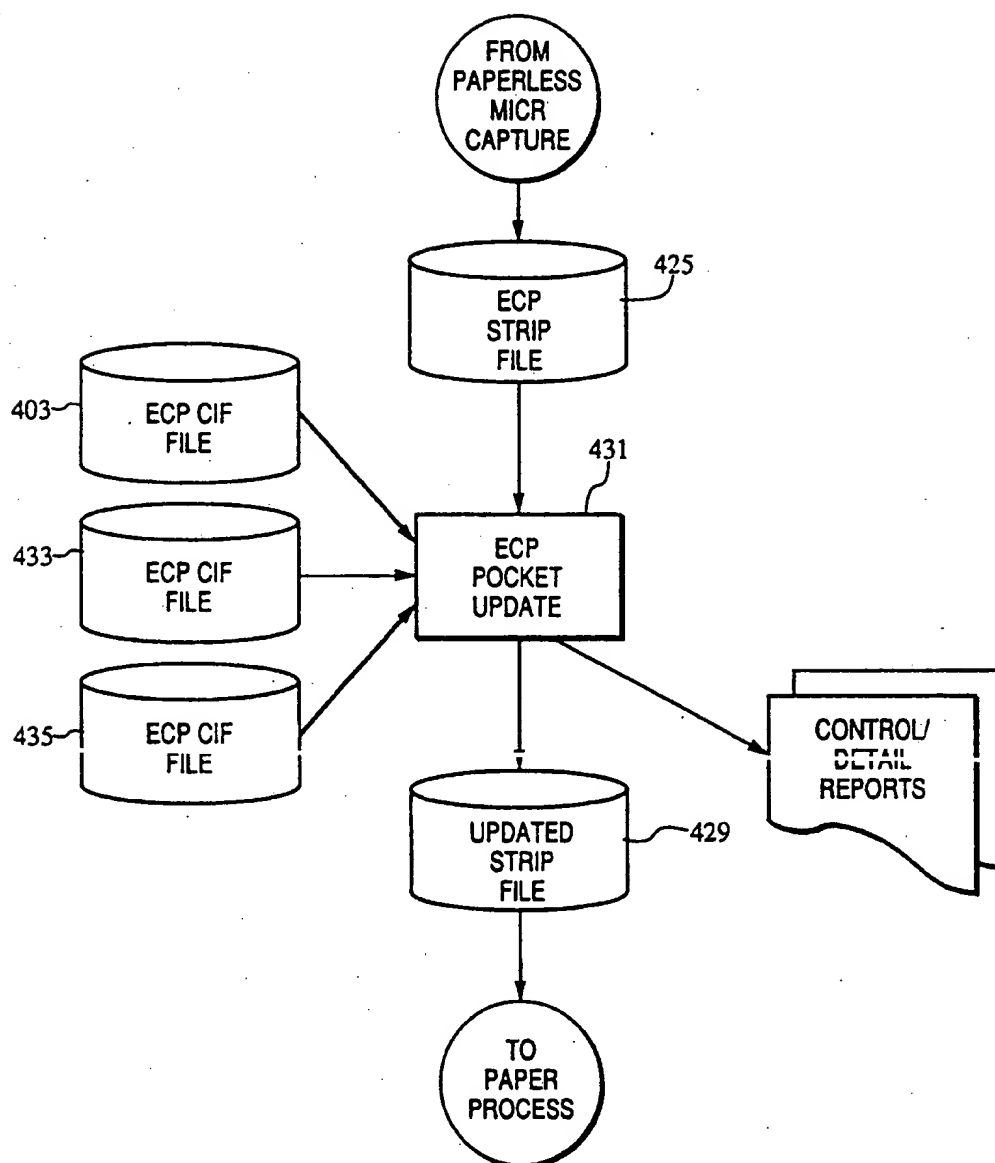 FROM
PAPERLESS
MICR
CAPTURE
425
ECP
STRIP
FILE
403
ECP CIF
FILE
431
433
ECP CIF
FILE
ECP
POCKET
UPDATE
435
ECP CIF
FILE
CONTROL/
DETAIL
REPORTS
429
UPDATED
STRIP
FILE
TO
PAPER
PROCESS